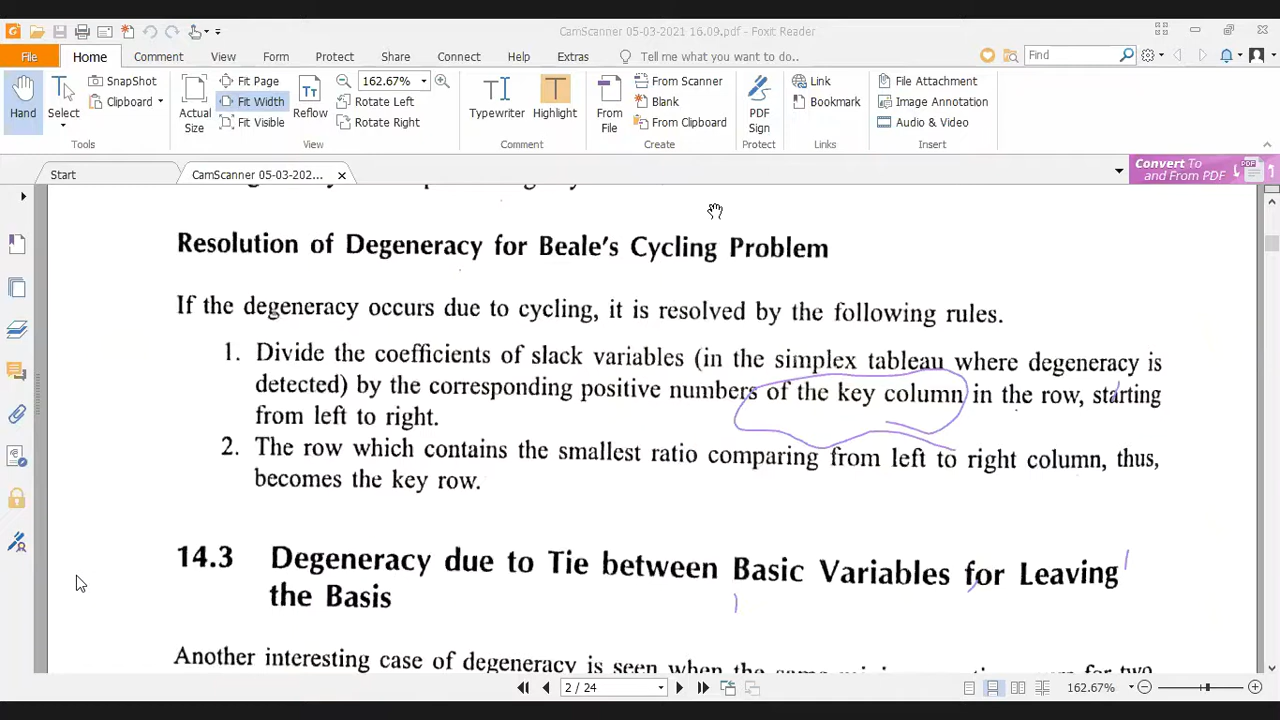 CamScanner 05-03-2021 16.09.pdf - Foxit Reader
File Home Comment View Form Protect Share Connect Help Extras Tell me what you want to do.. Find
Hand Select SnapShot Clipboard Actual Size Fit Page Fit Width Fit Visible Reflow 162.67% Rotate Left Rotate Right Typewriter Highlight From File From Scanner Blank From Clipboard PDF Sign Link Bookmark File Attachment Image Annotation Audio & Video
Tools View Comment Create Protect Links Insert
Start CamScanner 05-03-202... Convert To and From PDF
Resolution of Degeneracy for Beale's Cycling Problem
If the degeneracy occurs due to cycling, it is resolved by the following rules.
1. Divide the coefficients of slack variables (in the simplex tableau where degeneracy is
detected) by the corresponding positive numbers of the key column in the row, starting
from left to right.
2. The row which contains the smallest ratio comparing from left to right column, thus,
becomes the key row.
14.3 Degeneracy due to Tie between Basic Variables for Leaving
the Basis
Another interesting case of degeneracy is seen when the same
2 / 24 162.67%